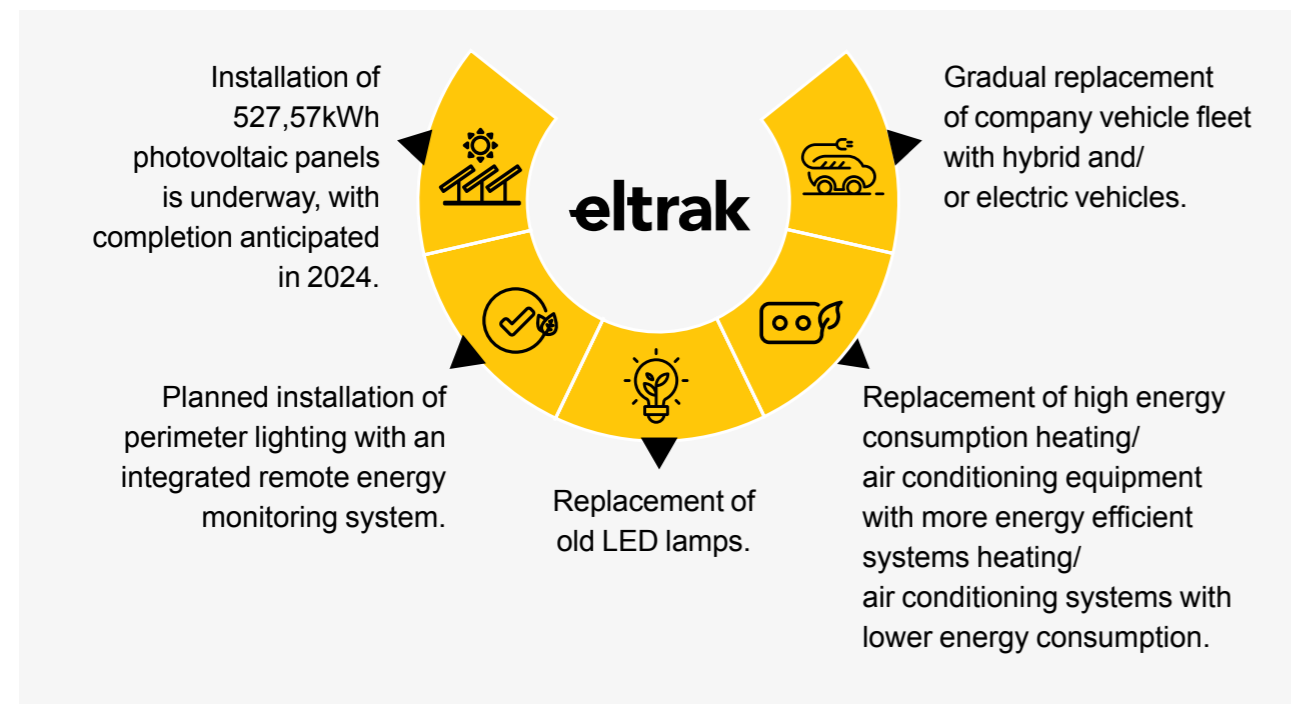 Installation of
527,57kWh
photovoltaic panels
is underway, with
completion anticipated
in 2024.
Planned installation of
perimeter lighting with an
integrated remote energy
monitoring system.
Replacement of
old LED lamps.
Replacement of high energy
consumption heating/
air conditioning equipment
with more energy efficient
systems heating/
air conditioning systems with
lower energy consumption.
Gradual replacement
of company vehicle fleet
with hybrid and/
or electric vehicles.
eltrak